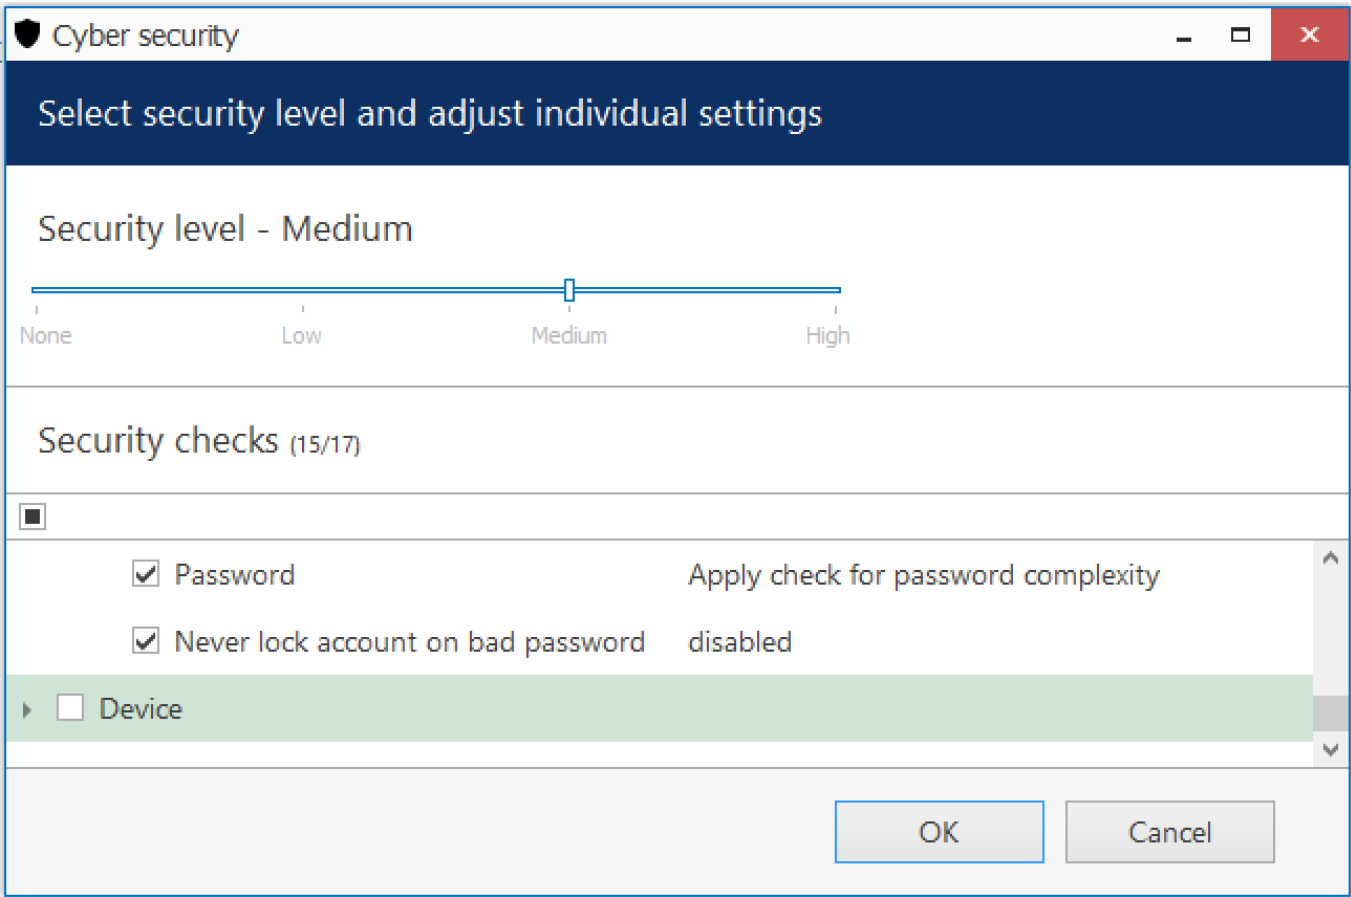 Cyber security
Select security level and adjust individual settings
Security level - Medium
None Low Medium High
Security checks (15/17)
Password Apply check for password complexity
Never lock account on bad password disabled
Device
OK Cancel